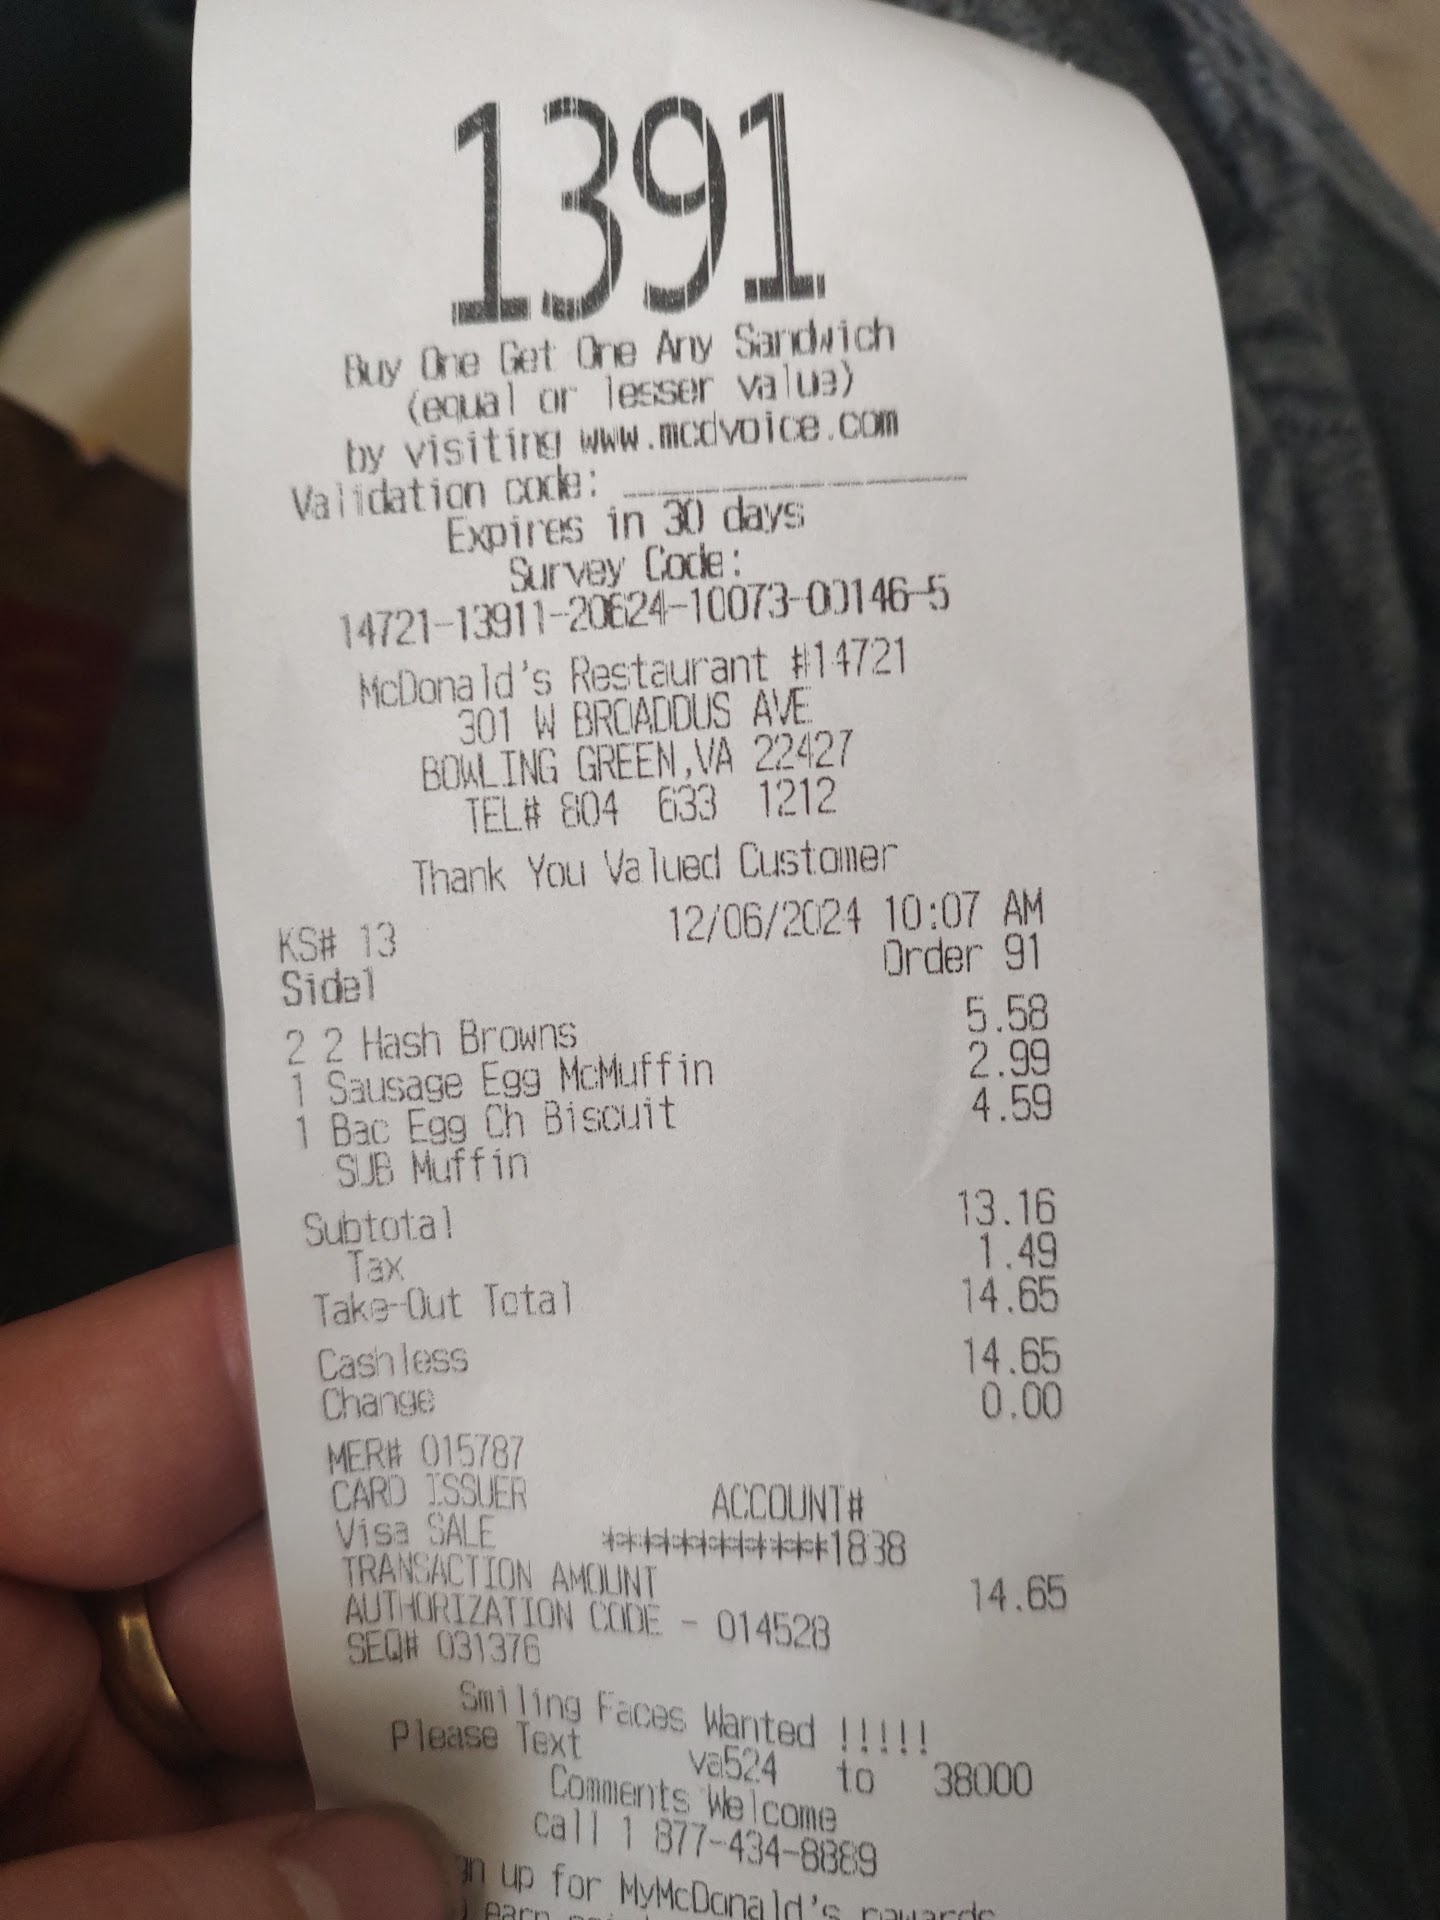 1391
Buy One Get One Any Sandwich
(equal or lesser value)
by visiting www.mcdvoice.com
Validation code: _______________
Expires in 30 days
Survey Code:
14721-13911-20624-10073-00146-5
McDonald's Restaurant #14721
301 W BROADDUS AVE
BOWLING GREEN,VA 22427
TEL# 804 633 1212
Thank You Valued Customer
KS# 13 12/06/2024 10:07 AM
Side1 Order 91
2 2 Hash Browns 5.58
1 Sausage Egg McMuffin 2.99
1 Bac Egg Ch Biscuit 4.59
SUB Muffin
Subtotal 13.16
Tax 1.49
Take-Out Total 14.65
Cashless 14.65
Change 0.00
MER# 015787
CARD ISSUER ACCOUNT#
Visa SALE ************1838
TRANSACTION AMOUNT 14.65
AUTHORIZATION CODE - 014528
SEQ# 031376
Smiling Faces Wanted !!!!!
Please Text va524 to 38000
Comments Welcome
call 1 877-434-8889
up for MyMcDonald's rewards
earn